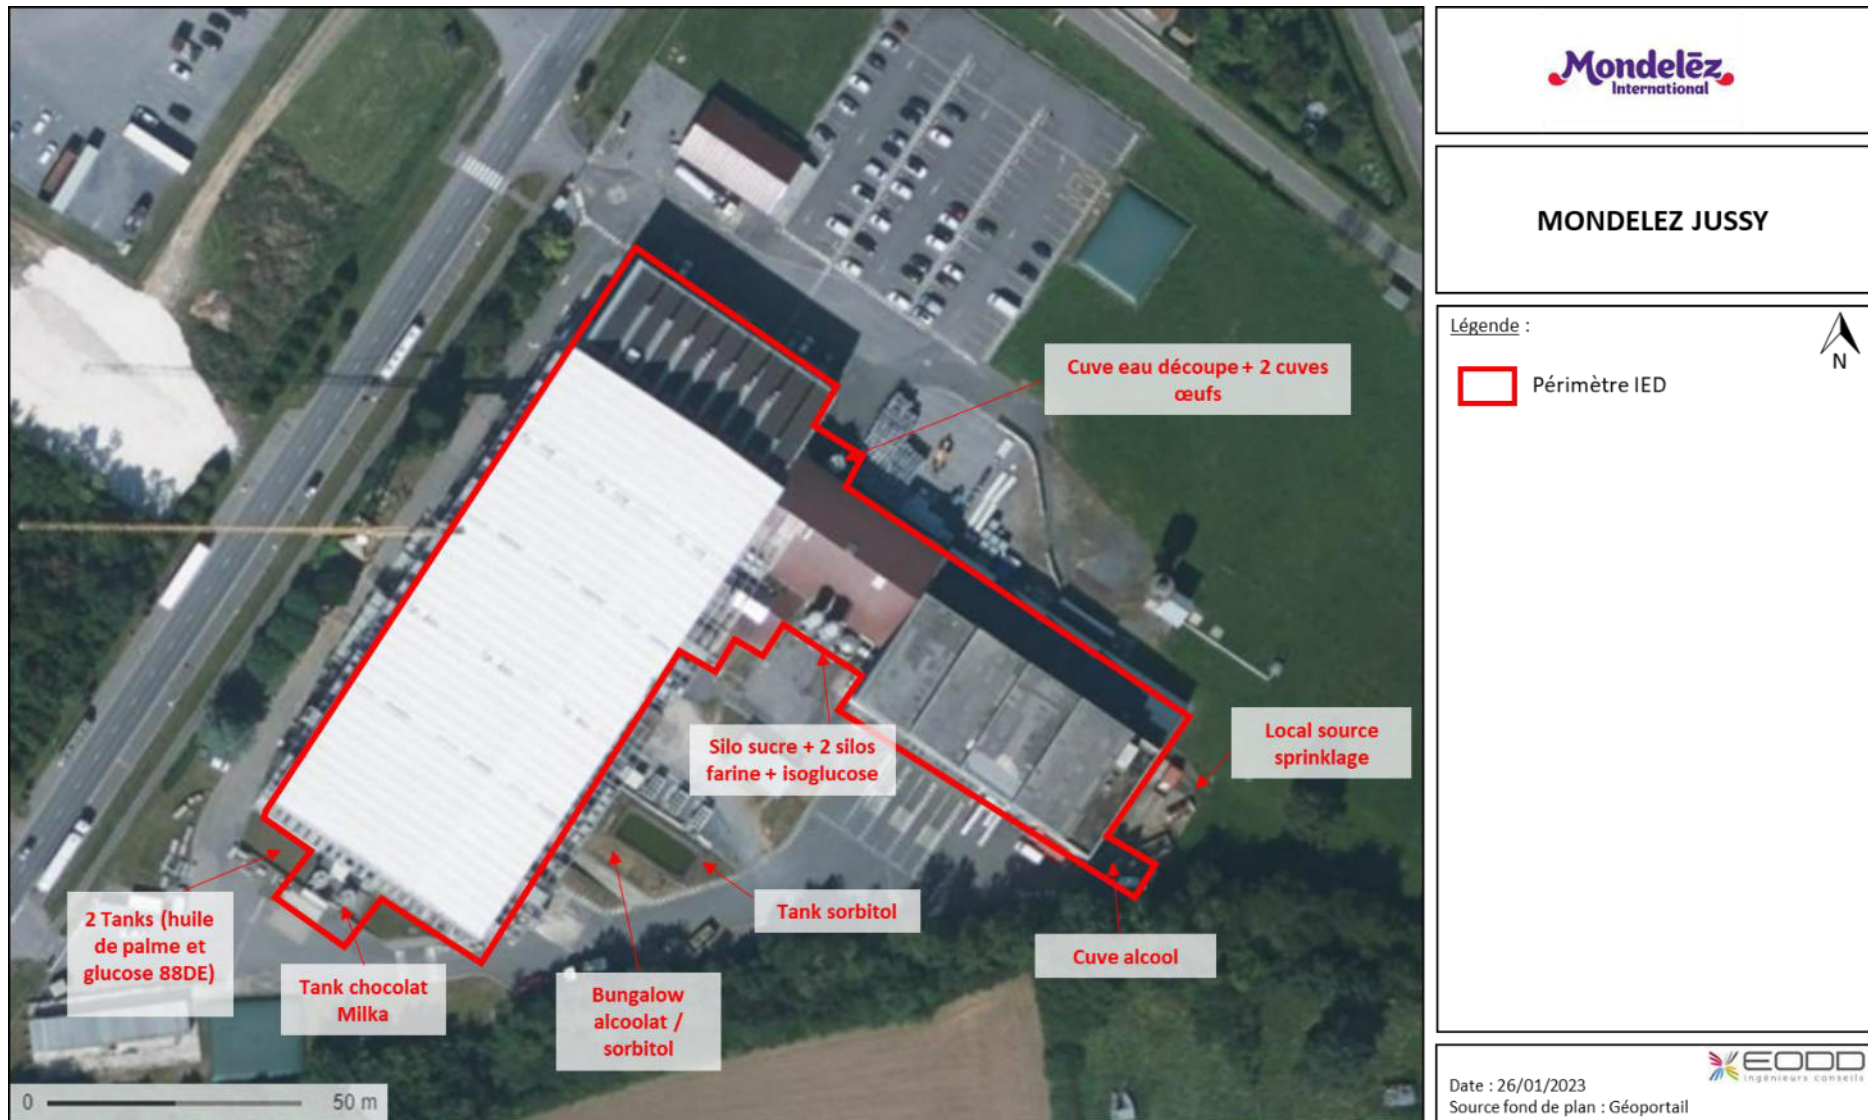 Mondelēz
International
MONDELEZ JUSSY
Légende :
N
Périmètre IED
Cuve eau découpe + 2 cuves
œufs
Silo sucre + 2 silos
farine + isoglucose
Local source
sprinklage
2 Tanks (huile
de palme et
glucose 88DE)
Tank chocolat
Milka
Bungalow
alcoolat /
sorbitol
Tank sorbitol
Cuve alcool
0
50 m
EODD
ingénieurs conseils
Date : 26/01/2023
Source fond de plan : Géoportail